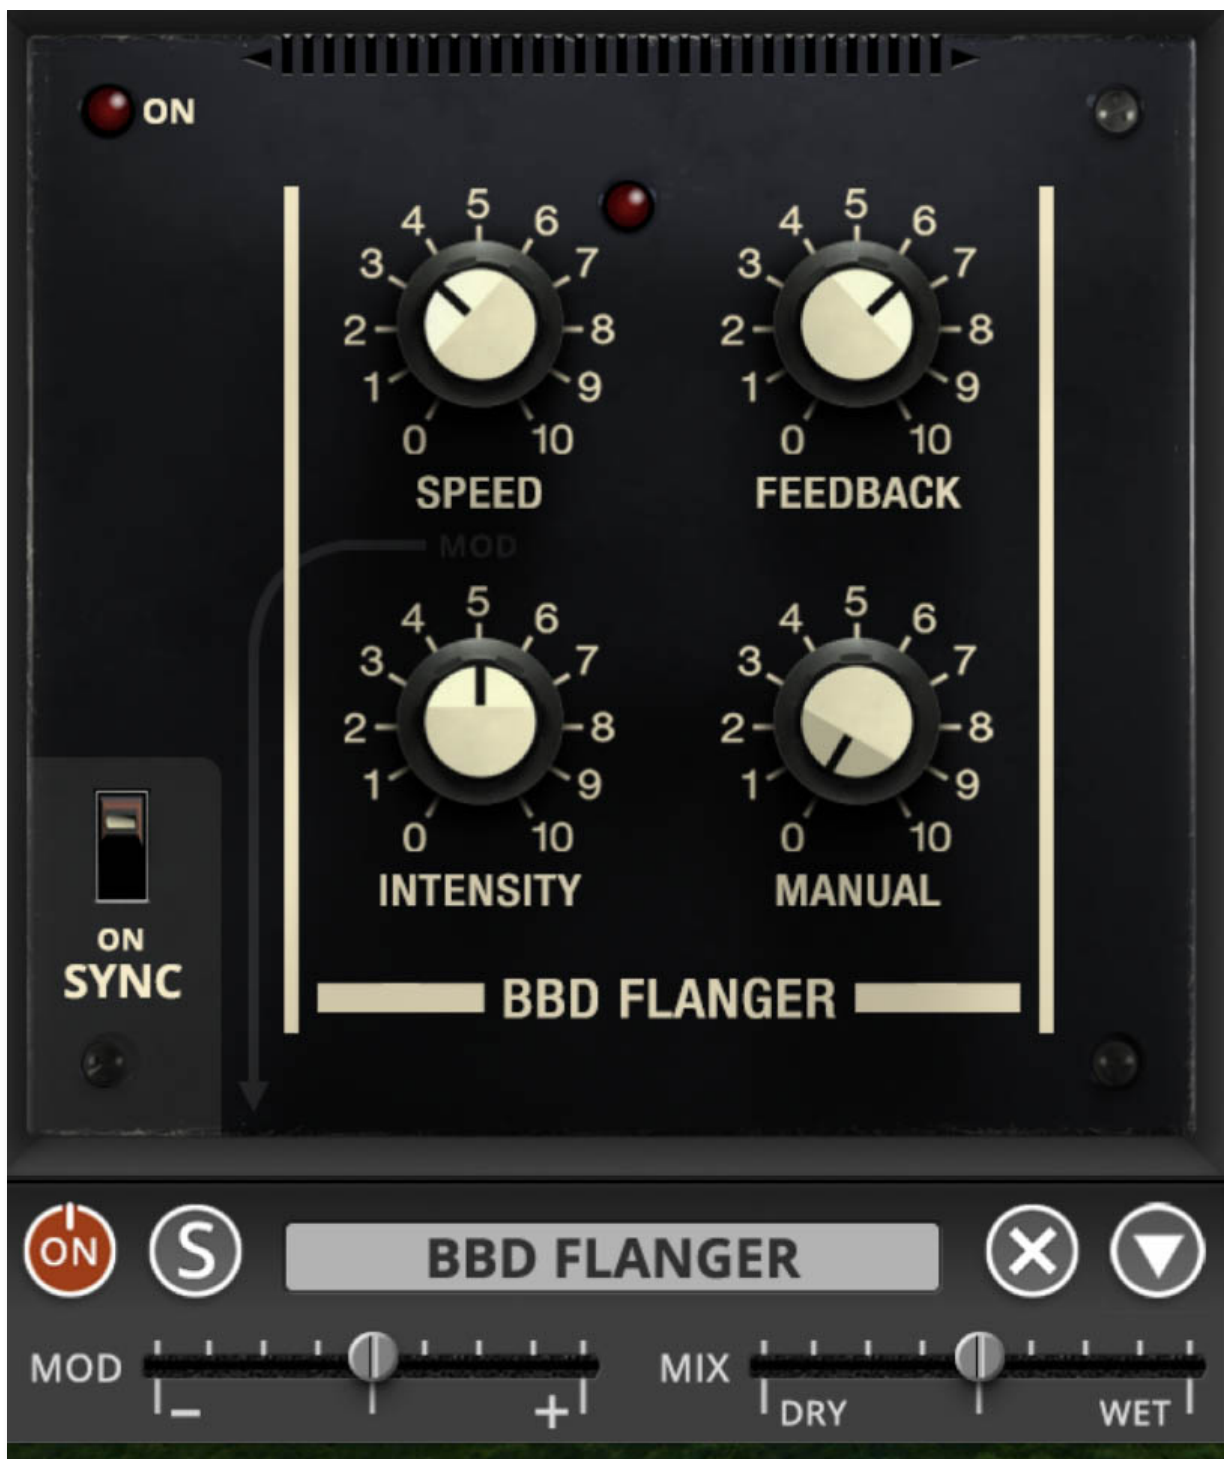 ON
5 5
4 6 4 6
3 7 3 7
2 8 2 8
1 9 1 9
0 10 0 10
SPEED FEEDBACK
MOD
5 5
4 6 4 6
3 7 3 7
2 8 2 8
1 9 1 9
0 10 0 10
INTENSITY MANUAL
ON
SYNC
BBD FLANGER
ON S BBD FLANGER
MOD MIX
− + DRY WET